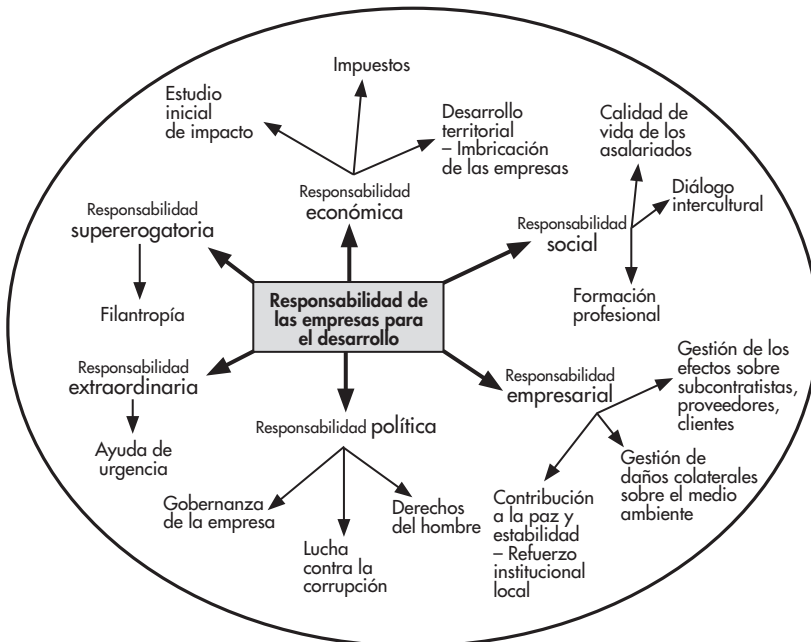 Impuestos
Estudio
inicial
de impacto
Desarrollo
territorial
– Imbricación
de las empresas
Responsabilidad
económica
Calidad de
vida de los
asalariados
Diálogo
intercultural
Responsabilidad
social
Formación
profesional
Responsabilidad
supererogatoria
Filantropía
Responsabilidad de
las empresas para
el desarrollo
Responsabilidad
extraordinaria
Ayuda de
urgencia
Responsabilidad política
Gobernanza
de la empresa
Lucha
contra la
corrupción
Derechos
del hombre
Responsabilidad
empresarial
Gestión de los
efectos sobre
subcontratistas,
proveedores,
clientes
Gestión de
daños colaterales
sobre el medio
ambiente
Contribución
a la paz y
estabilidad
– Refuerzo
institucional
local